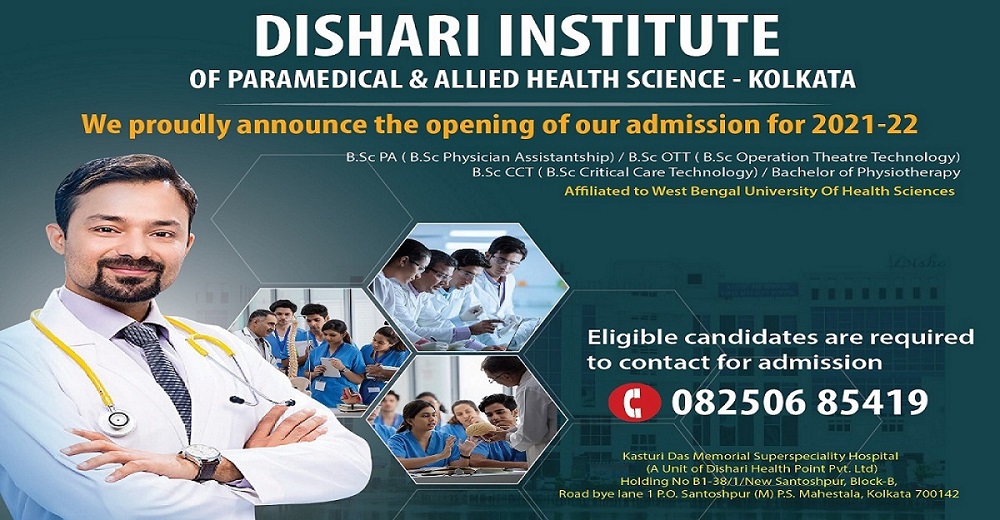 DISHARI INSTITUTE
OF PARAMEDICAL & ALLIED HEALTH SCIENCE - KOLKATA
We proudly announce the opening of our admission for 2021-22
B.Sc PA ( B.Sc Physician Assistantship) / B.Sc OTT ( B.Sc Operation Theatre Technology)
B.Sc CCT ( B.Sc Critical Care Technology) / Bachelor of Physiotherapy
Affiliated to West Bengal University Of Health Sciences
Eligible candidates are required
to contact for admission
082506 85419
Kasturi Das Memorial Superspeciality Hospital
(A Unit of Dishari Health Point Pvt. Ltd)
Holding No B1-38/1/New Santoshpur, Block-B,
Road bye lane 1 P.O. Santoshpur (M) P.S. Mahestala, Kolkata 700142